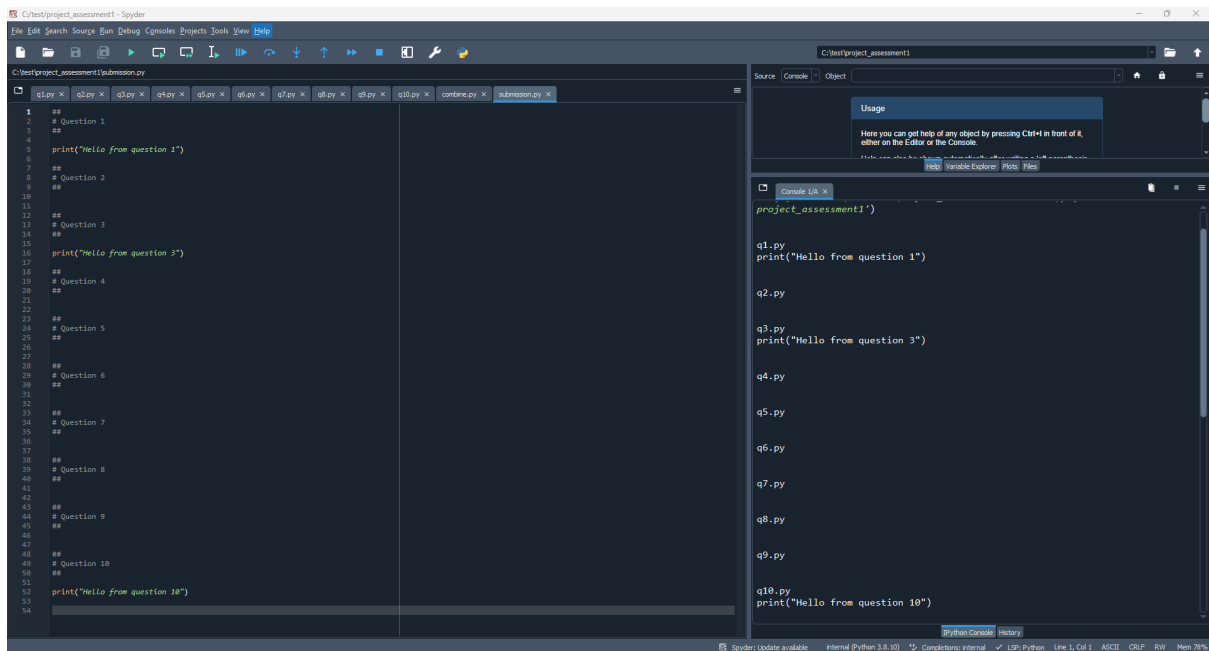 C:/test/project_assessment1 - Spyder
File Edit Search Source Run Debug Consoles Projects Tools View Help
C:\test\project_assessment1
C:\test\project_assessment1\submission.py
q1.py q2.py q3.py q4.py q5.py q6.py q7.py q8.py q9.py q10.py combine.py submission.py
1 ##
2 # Question 1
3 ##
4
5 print("Hello from question 1")
6
7 ##
8 # Question 2
9 ##
10
11
12 ##
13 # Question 3
14 ##
15
16 print("Hello from question 3")
17
18 ##
19 # Question 4
20 ##
21
22
23 ##
24 # Question 5
25 ##
26
27
28 ##
29 # Question 6
30 ##
31
32
33 ##
34 # Question 7
35 ##
36
37
38 ##
39 # Question 8
40 ##
41
42
43 ##
44 # Question 9
45 ##
46
47
48 ##
49 # Question 10
50 ##
51
52 print("Hello from question 10")
53
54
Source Console Object
Usage
Here you can get help of any object by pressing Ctrl+I in front of it,
either on the Editor or the Console.
Help Variable Explorer Plots Files
Console 1/A
project_assessment1')
q1.py
print("Hello from question 1")
q2.py
q3.py
print("Hello from question 3")
q4.py
q5.py
q6.py
q7.py
q8.py
q9.py
q10.py
print("Hello from question 10")
IPython Console History
Spyder: Update available internal (Python 3.8.10) Completions: internal LSP: Python Line 1, Col 1 ASCII CRLF RW Mem 78%